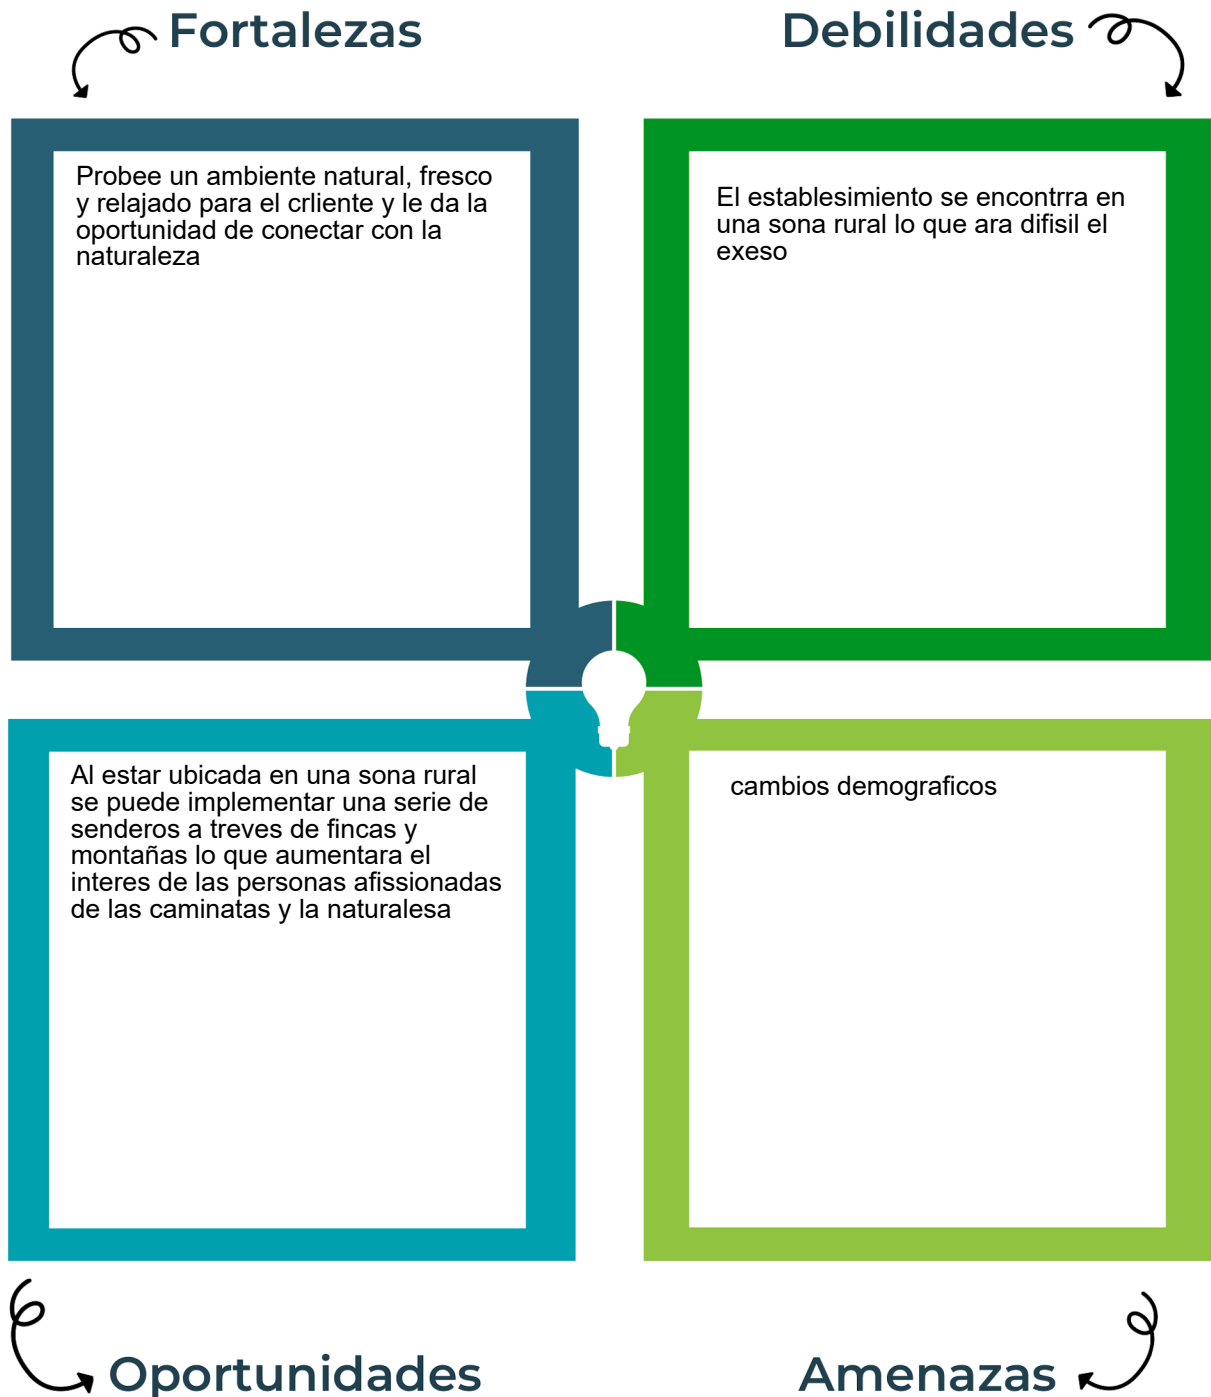 Fortalezas
Probee un ambiente natural, fresco
y relajado para el crliente y le da la
oportunidad de conectar con la
naturaleza
Debilidades
El establesimiento se encontrra en
una sona rural lo que ara difisil el
exeso
Al estar ubicada en una sona rural
se puede implementar una serie de
senderos a treves de fincas y
montañas lo que aumentara el
interes de las personas afissionadas
de las caminatas y la naturalesa
Oportunidades
cambios demograficos
Amenazas